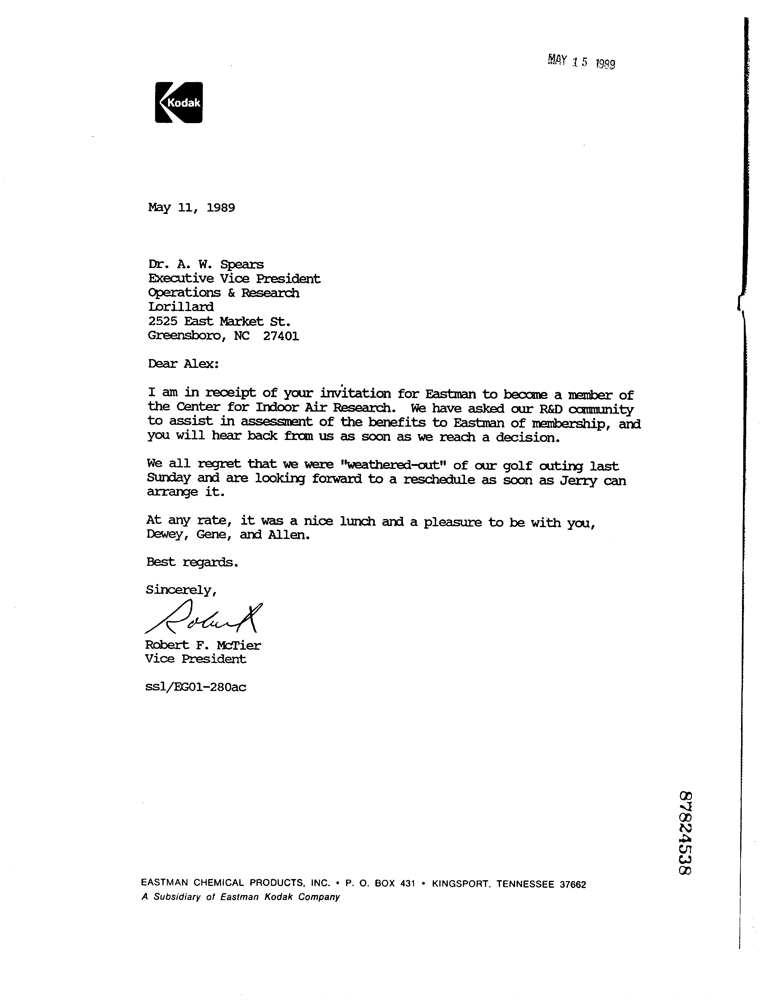 MAY 15 1989
Kodak
May 11, 1989
Dr. A. W. Spears
Executive Vice President
Operations & Research
Lorillard
2525 East Market St.
Greensboro, NC 27401
Dear Alex:
I am in receipt of your invitation for Eastman to become a member of
the Center for Indoor Air Research. We have asked our R&D community
to assist in assessment of the benefits to Eastman of membership, and
you will hear back from us as soon as we reach a decision.
We all regret that we were "weathered-out" of our golf outing last
Sunday and are looking forward to a reschedule as soon as Jerry can
arrange it.
At any rate, it was a nice lunch and a pleasure to be with you,
Dewey, Gene, and Allen.
Best regards.
Sincerely,
Robert
Robert F. McTier
Vice President
ssl/EG01-280ac
87824538
EASTMAN CHEMICAL PRODUCTS, INC. • P. O. BOX 431 • KINGSPORT, TENNESSEE 37662
A Subsidiary of Eastman Kodak Company